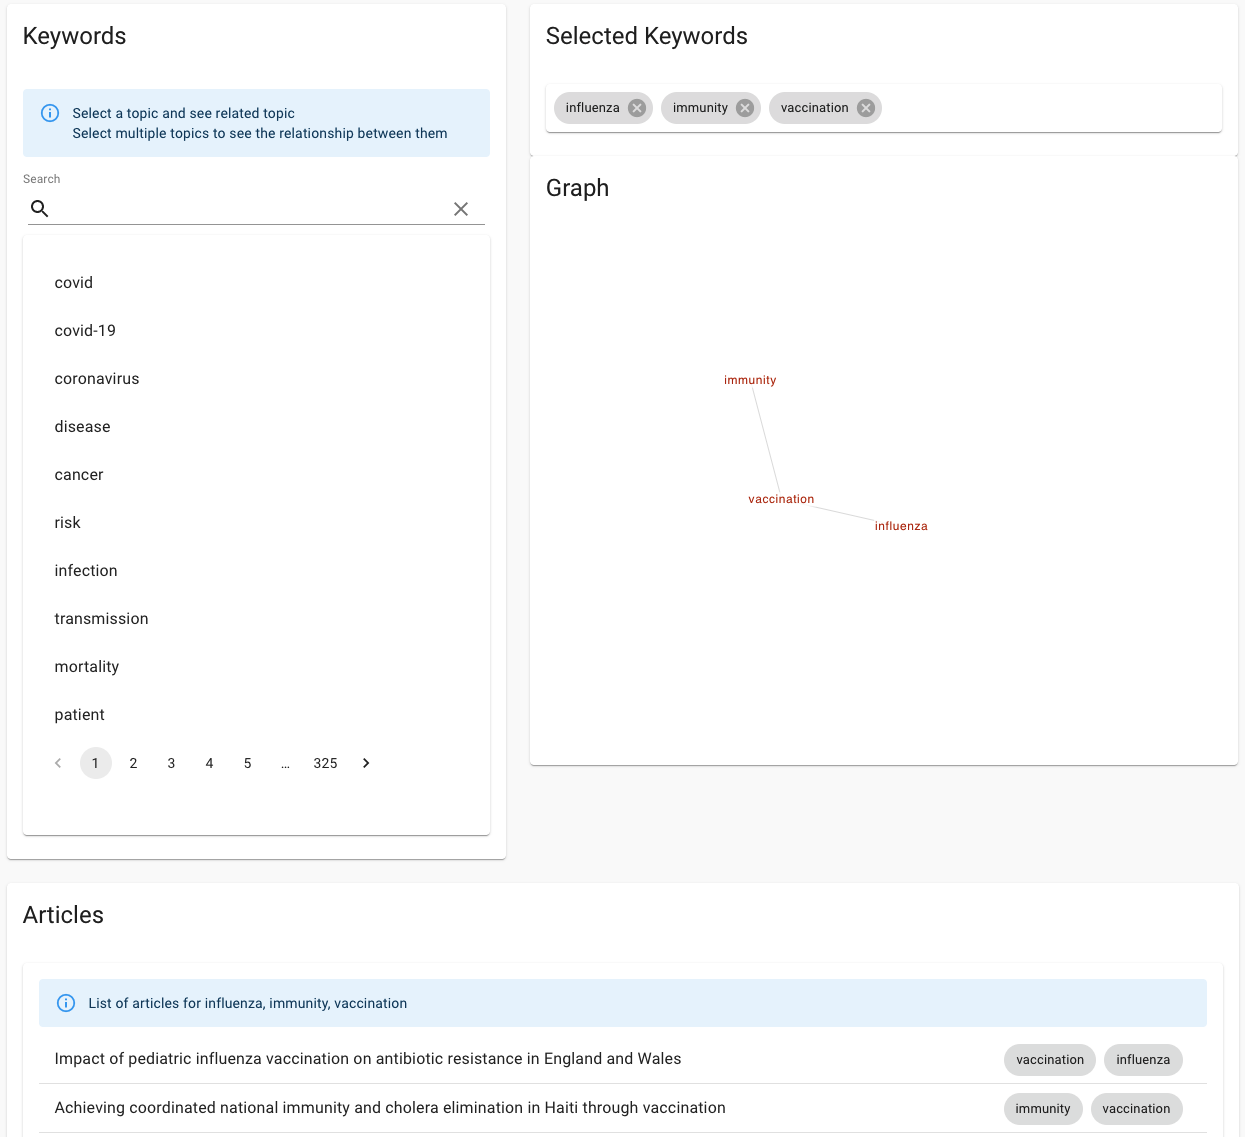 Keywords
Select a topic and see related topic
Select multiple topics to see the relationship between them
Search
covid
covid-19
coronavirus
disease
cancer
risk
infection
transmission
mortality
patient
1 2 3 4 5 ... 325
Selected Keywords
influenza immunity vaccination
Graph
immunity
vaccination
influenza
Articles
List of articles for influenza, immunity, vaccination
Impact of pediatric influenza vaccination on antibiotic resistance in England and Wales vaccination influenza
Achieving coordinated national immunity and cholera elimination in Haiti through vaccination immunity vaccination